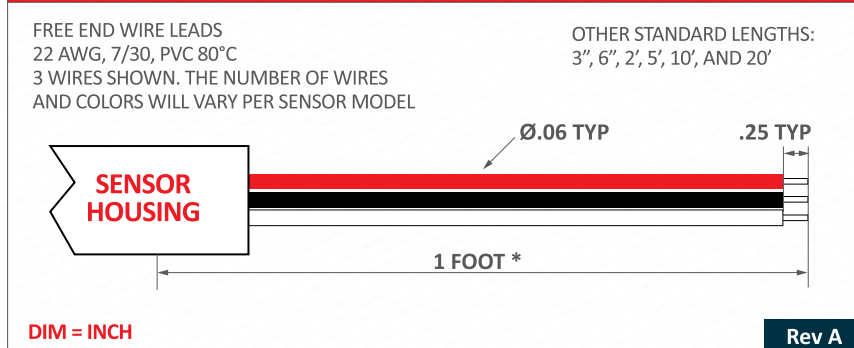 FREE END WIRE LEADS
22 AWG, 7/30, PVC 80°C
3 WIRES SHOWN. THE NUMBER OF WIRES
AND COLORS WILL VARY PER SENSOR MODEL
OTHER STANDARD LENGTHS:
3”, 6”, 2’, 5’, 10’, AND 20’
Ø.06 TYP
.25 TYP
SENSOR
HOUSING
1 FOOT *
DIM = INCH
Rev A